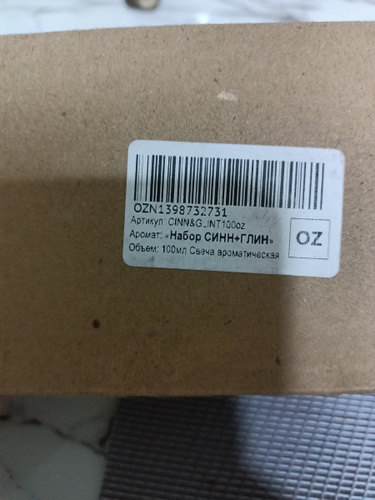 OZN1398732731
Артикул: CINN&GLINT100oz
Аромат: «Набор СИНН+ГЛИН»
Объем: 100мл Свеча ароматическая
OZ